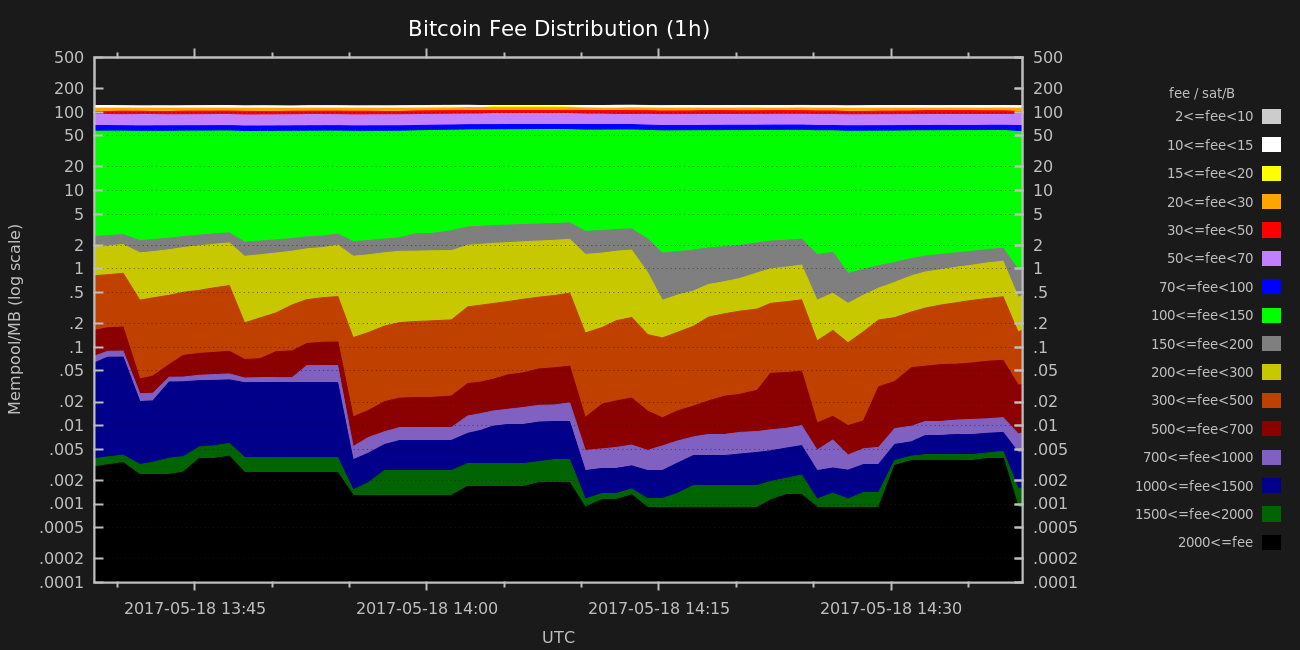 Bitcoin Fee Distribution (1h)
Mempool/MB (log scale)
500
200
100
50
20
10
5
2
1
.5
.2
.1
.05
.02
.01
.005
.002
.001
.0005
.0002
.0001
500
200
100
50
20
10
5
2
1
.5
.2
.1
.05
.02
.01
.005
.002
.001
.0005
.0002
.0001
2017-05-18 13:45 2017-05-18 14:00 2017-05-18 14:15 2017-05-18 14:30
UTC
fee / sat/B
2<=fee<10
10<=fee<15
15<=fee<20
20<=fee<30
30<=fee<50
50<=fee<70
70<=fee<100
100<=fee<150
150<=fee<200
200<=fee<300
300<=fee<500
500<=fee<700
700<=fee<1000
1000<=fee<1500
1500<=fee<2000
2000<=fee